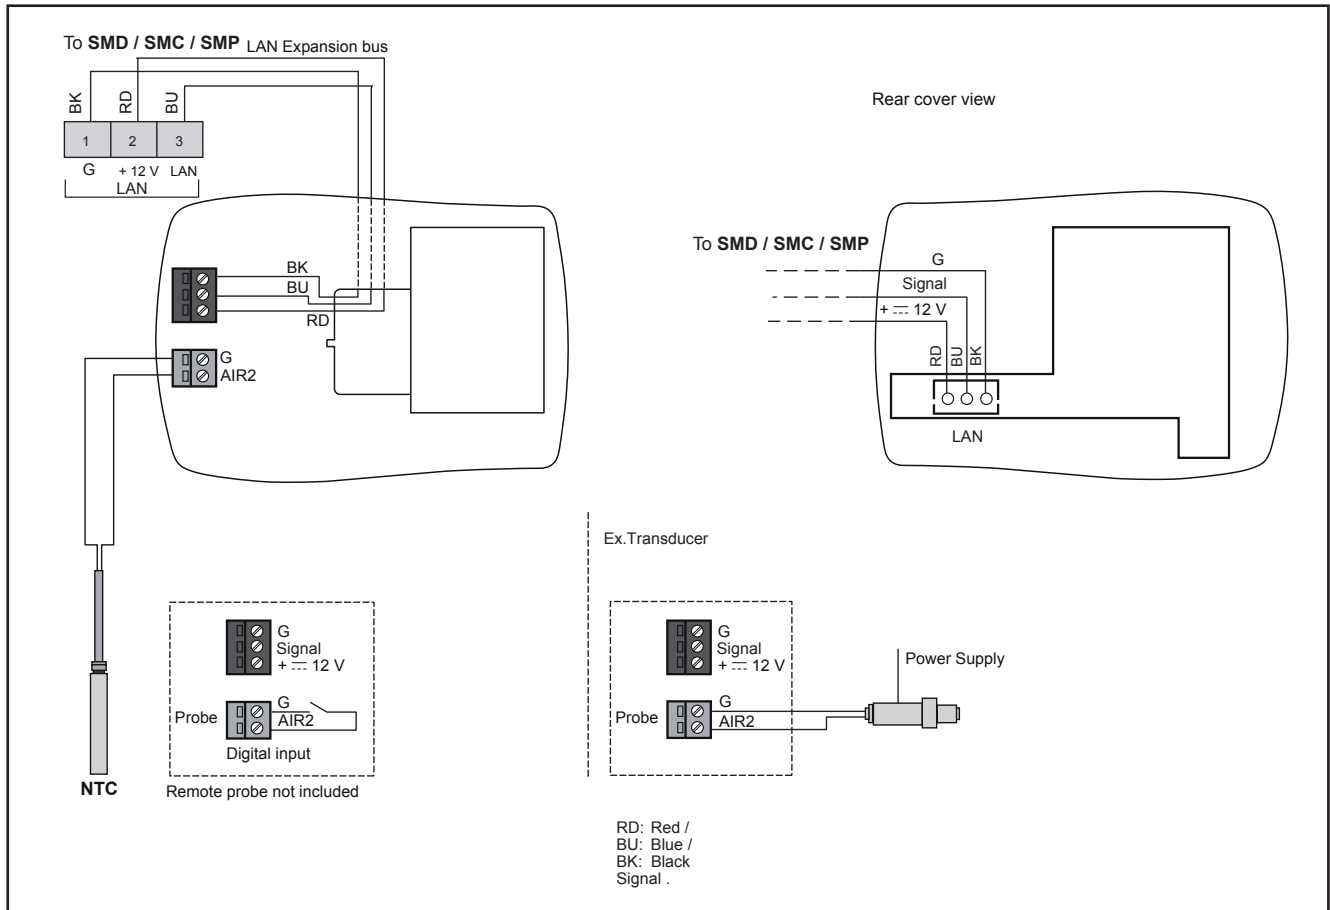 To SMD / SMC / SMP LAN Expansion bus
BK
RD
BU
1 2 3
G + 12 V LAN
LAN
BK
BU
RD
G
AIR2
NTC
Rear cover view
To SMD / SMC / SMP
G
Signal
+ ⎓ 12 V
RD
BU
BK
LAN
G
Signal
+ ⎓ 12 V
Probe
G
AIR2
Digital input
Remote probe not included
Ex.Transducer
G
Signal
+ ⎓ 12 V
Probe
G
AIR2
Power Supply
RD: Red /
BU: Blue /
BK: Black
Signal .